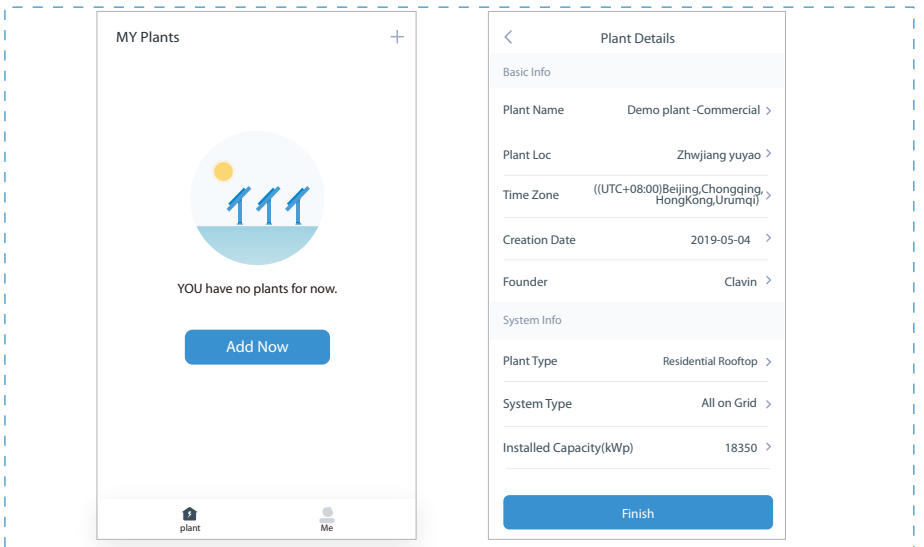 MY Plants
YOU have no plants for now.
Add Now
plant
Me
Plant Details
Basic Info
Plant Name Demo plant -Commercial
Plant Loc Zhwjiang yuyao
Time Zone ((UTC+08:00)Beijing,Chongqing,
HongKong,Urumqi)
Creation Date 2019-05-04
Founder Clavin
System Info
Plant Type Residential Rooftop
System Type All on Grid
Installed Capacity(kWp) 18350
Finish